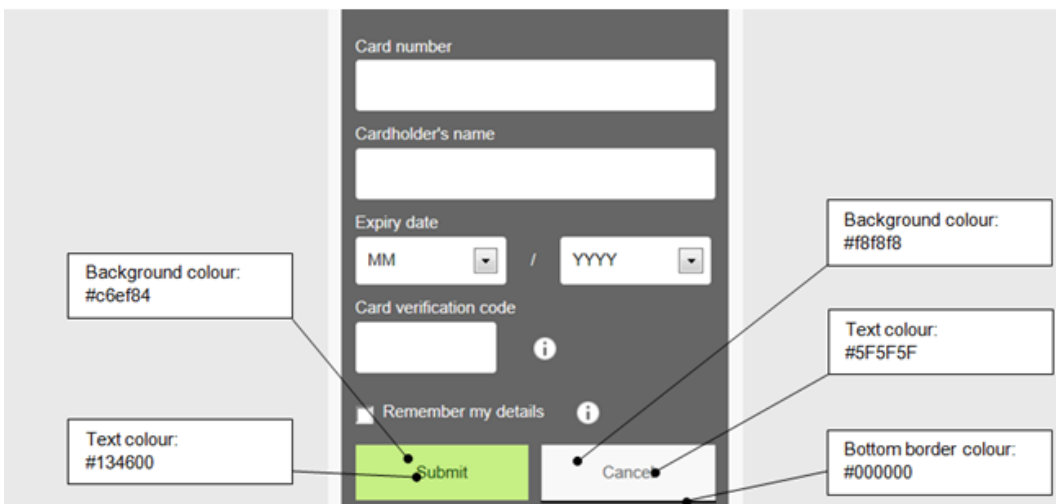 Card number
Cardholder's name
Expiry date
MM / YYYY
Card verification code
Remember my details
Submit Cancel
Background colour:
#c6ef84
Text colour:
#134600
Background colour:
#f8f8f8
Text colour:
#5F5F5F
Bottom border colour:
#000000